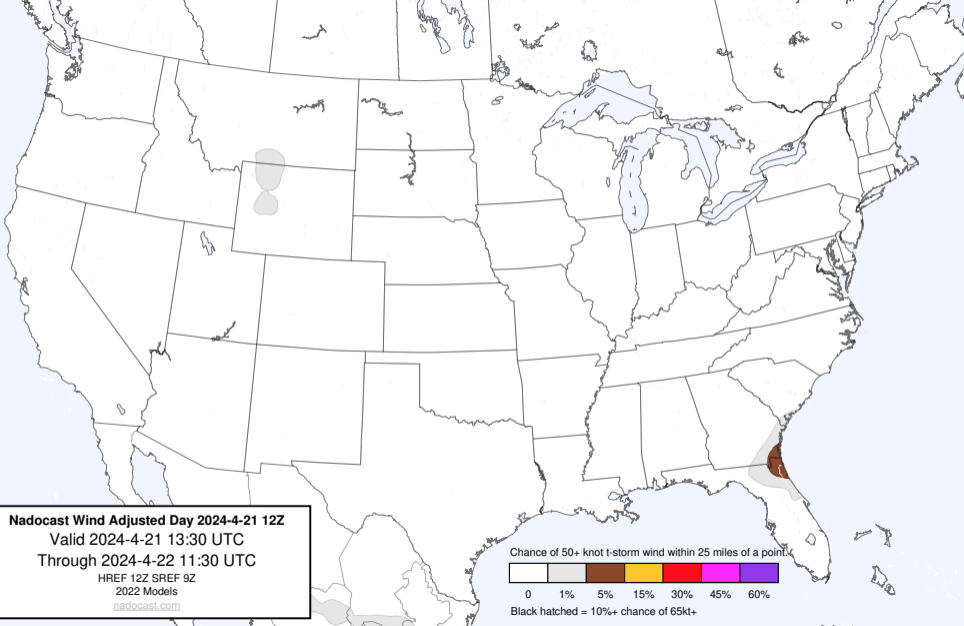 Nadocast Wind Adjusted Day 2024-4-21 12Z
Valid 2024-4-21 13:30 UTC
Through 2024-4-22 11:30 UTC
HREF 12Z SREF 9Z
2022 Models
nadocast.com
Chance of 50+ knot t-storm wind within 25 miles of a point.
0 1% 5% 15% 30% 45% 60%
Black hatched = 10%+ chance of 65kt+